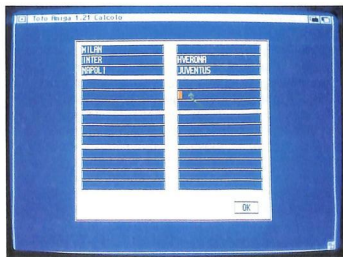 Toto Amiga 1.21 Calcolo
MILAN
INTER HVERONA
NAPOLI JUVENTUS
OK